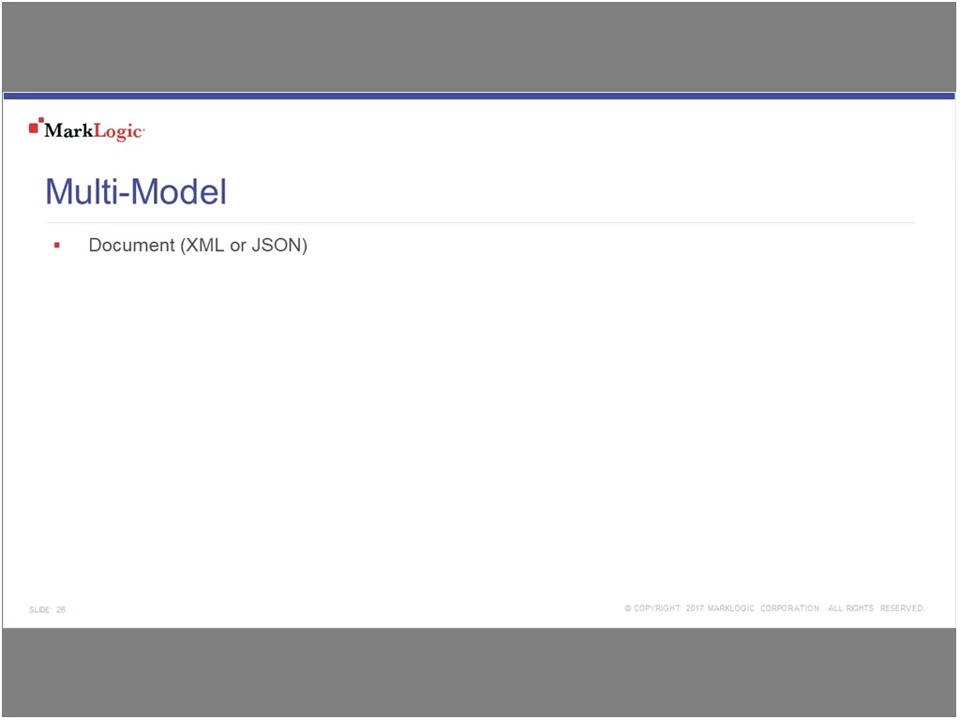 MarkLogic
Multi-Model
▪ Document (XML or JSON)
SLIDE: 26
© COPYRIGHT 2017 MARKLOGIC CORPORATION. ALL RIGHTS RESERVED.